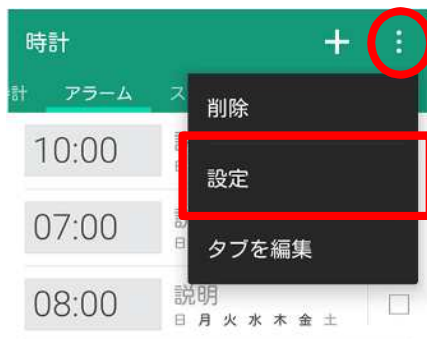 時計 +
計 アラーム ス
削除
10:00
設定
07:00
タブを編集
08:00 説明
日 月 火 水 木 金 土